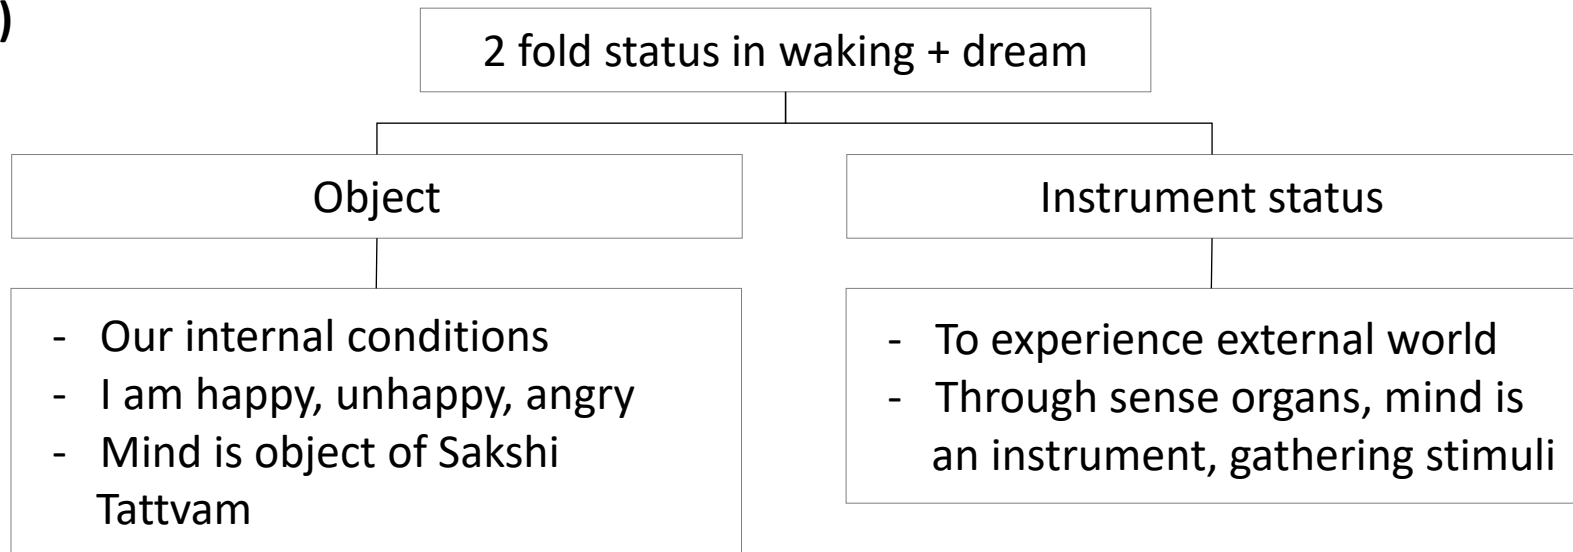 )
2 fold status in waking + dream
Object
Instrument status
- Our internal conditions
- I am happy, unhappy, angry
- Mind is object of Sakshi
Tattvam
- To experience external world
- Through sense organs, mind is
an instrument, gathering stimuli